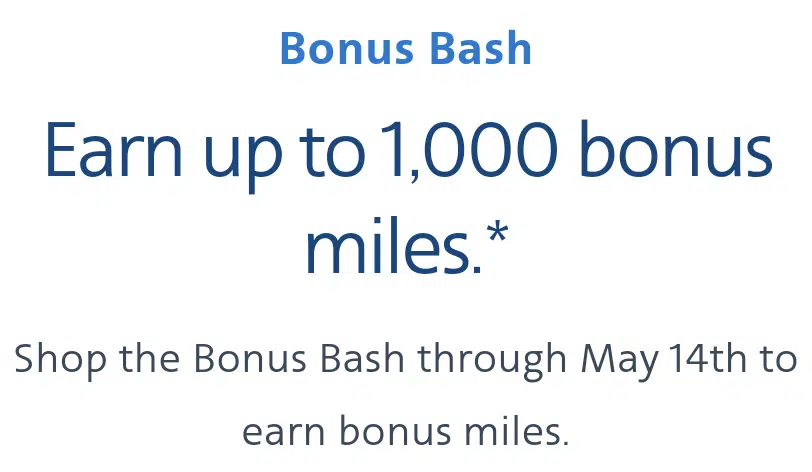 Bonus Bash
Earn up to 1,000 bonus
miles.*
Shop the Bonus Bash through May 14th to
earn bonus miles.